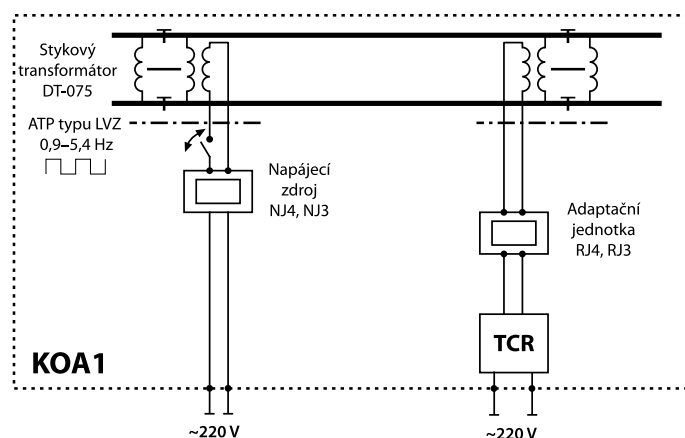 Stykový
transformátor
DT-075
ATP typu LVZ
0,9–5,4 Hz
Napájecí
zdroj
NJ4, NJ3
Adaptační
jednotka
RJ4, RJ3
TCR
KOA1
~220 V
~220 V